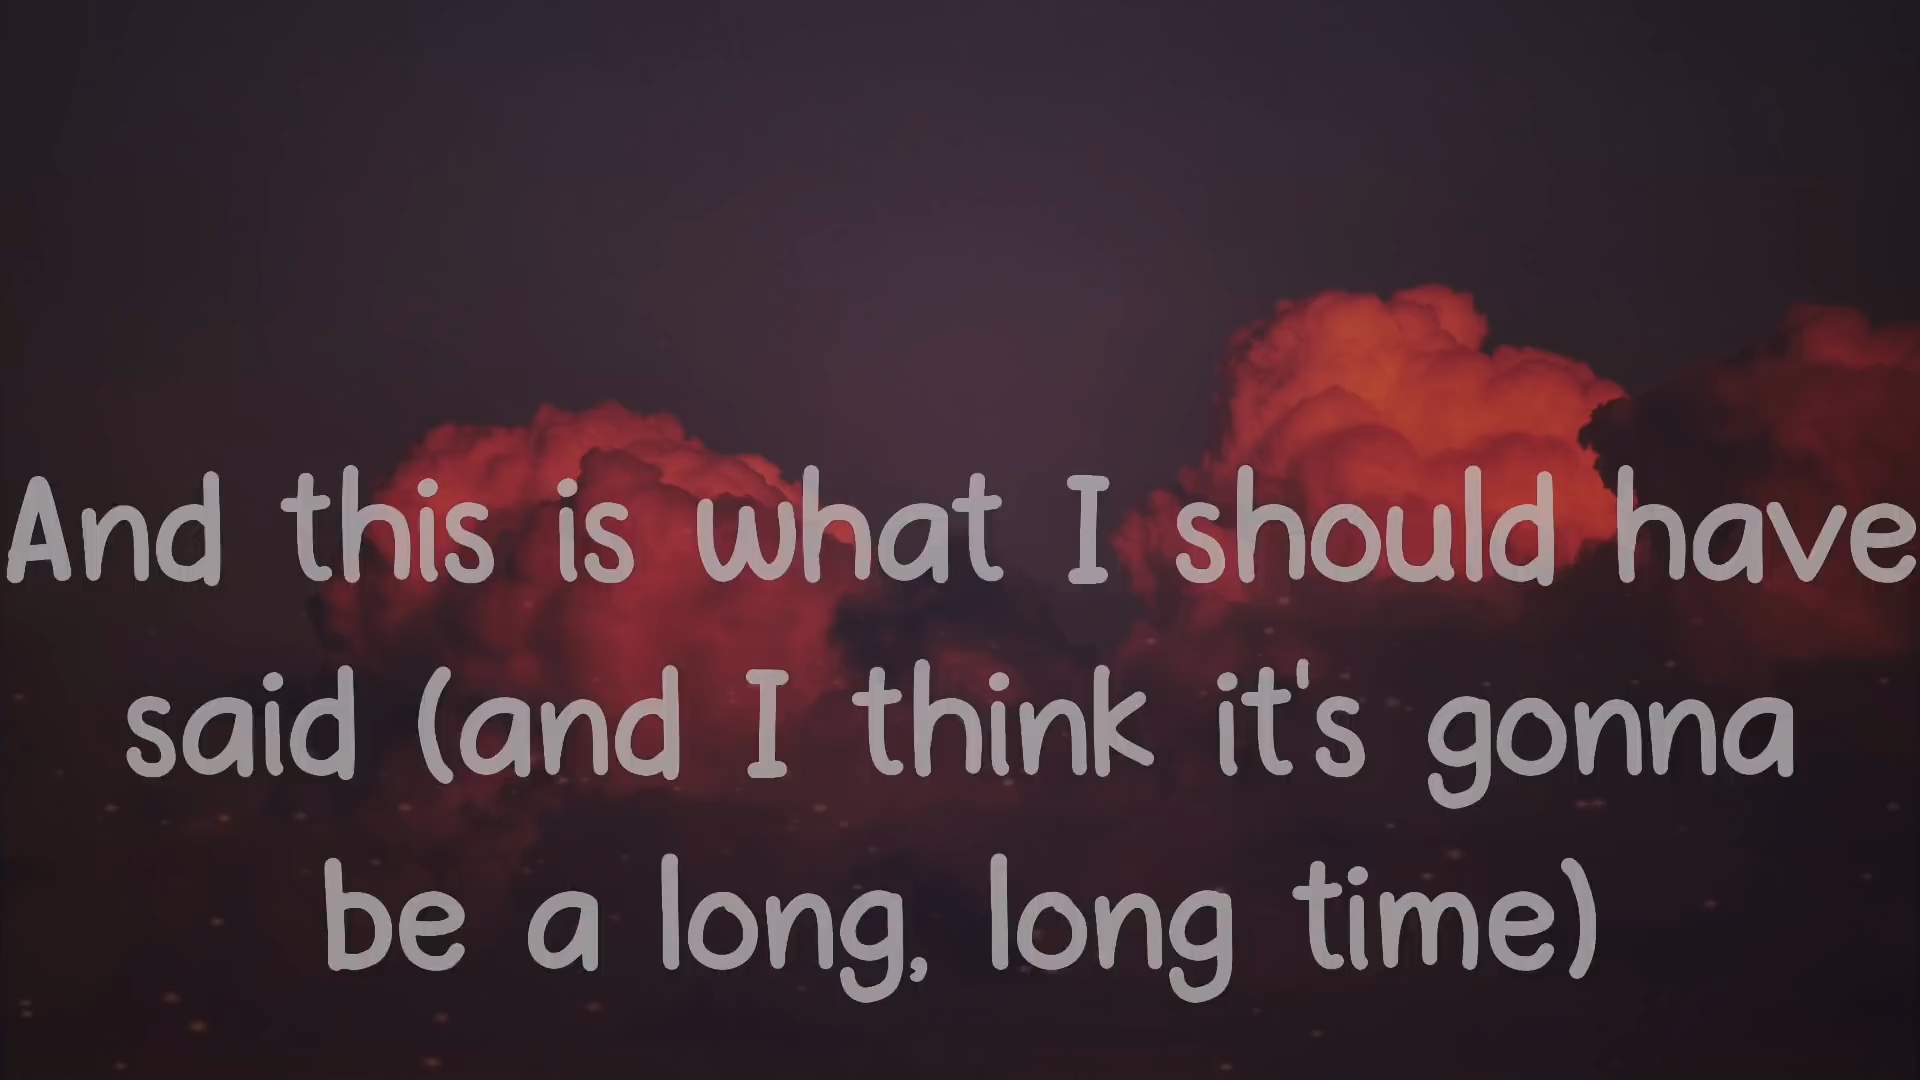 And this is what I should have
said (and I think it's gonna
be a long, long time)